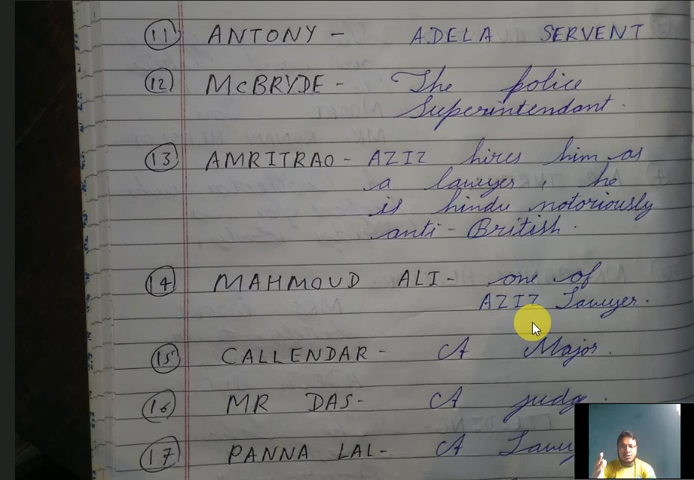 (11) ANTONY - ADELA SERVENT
(12) McBRYDE - The police
Superintendant.
(13) AMRITRAO - AZIZ hires him as
a lawyer, he
is hindu notoriously
anti-British.
(14) MAHMOUD ALI - one of
AZIZ Lawyer.
(15) CALLENDAR - A Major.
(16) MR DAS - A judge
(17) PANNA LAL - A